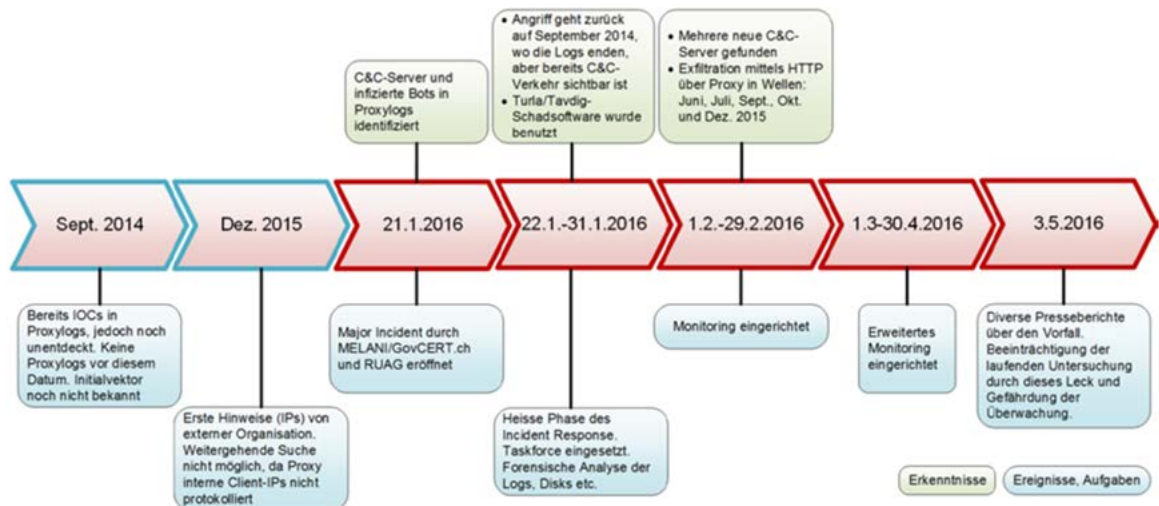 C&C-Server und
infizierte Bots in
Proxylogs
identifiziert
Angriff geht zurück
auf September 2014,
wo die Logs enden,
aber bereits C&C-
Verkehr sichtbar ist
Turla/Tavdig-
Schadsoftware wurde
benutzt
Mehrere neue C&C-
Server gefunden
Exfiltration mittels HTTP
über Proxy in Wellen:
Juni, Juli, Sept., Okt.
und Dez. 2015
Sept. 2014
Dez. 2015
21.1.2016
22.1.-31.1.2016
1.2.-29.2.2016
1.3-30.4.2016
3.5.2016
Bereits IOCs in
Proxylogs, jedoch noch
unentdeckt. Keine
Proxylogs vor diesem
Datum. Initialvektor
noch nicht bekannt
Erste Hinweise (IPs) von
externer Organisation.
Weitergehende Suche
nicht möglich, da Proxy
interne Client-IPs nicht
protokolliert
Major Incident durch
MELANI/GovCERT.ch
und RUAG eröffnet
Heisse Phase des
Incident Response.
Taskforce eingesetzt.
Forensische Analyse der
Logs, Disks etc.
Monitoring eingerichtet
Erweitertes
Monitoring
eingerichtet
Diverse Presseberichte
über den Vorfall.
Beeinträchtigung der
laufenden Untersuchung
durch dieses Leck und
Gefährdung der
Überwachung.
Erkenntnisse
Ereignisse, Aufgaben